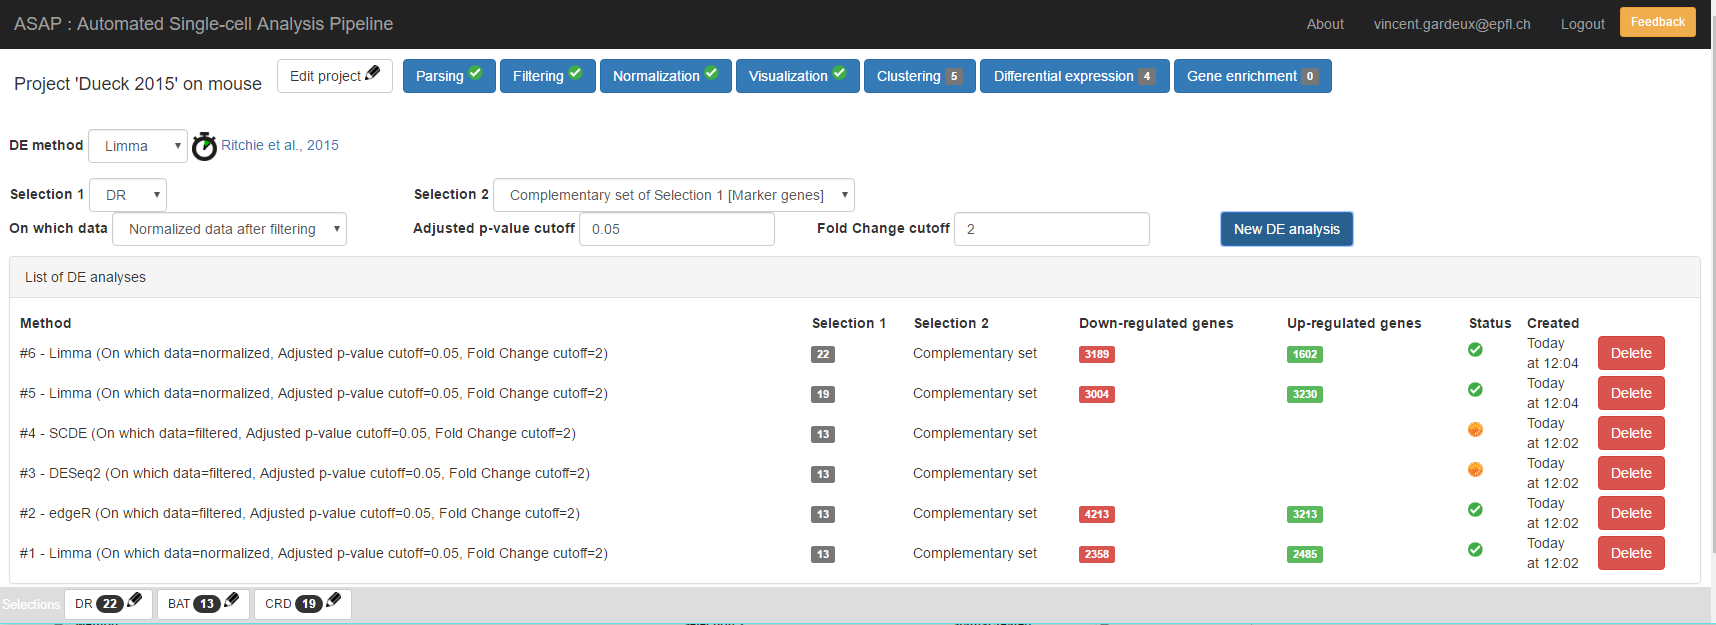 ASAP : Automated Single-cell Analysis Pipeline About vincent.gardeux@epfl.ch Logout Feedback
Project 'Dueck 2015' on mouse Edit project Parsing Filtering Normalization Visualization Clustering 5 Differential expression 4 Gene enrichment 0
DE method Limma Ritchie et al., 2015
Selection 1 DR Selection 2 Complementary set of Selection 1 [Marker genes]
On which data Normalized data after filtering Adjusted p-value cutoff 0.05 Fold Change cutoff 2 New DE analysis
List of DE analyses
Method Selection 1 Selection 2 Down-regulated genes Up-regulated genes Status Created
#6 - Limma (On which data=normalized, Adjusted p-value cutoff=0.05, Fold Change cutoff=2) 22 Complementary set 3189 1602 Today at 12:04 Delete
#5 - Limma (On which data=normalized, Adjusted p-value cutoff=0.05, Fold Change cutoff=2) 19 Complementary set 3004 3230 Today at 12:04 Delete
#4 - SCDE (On which data=filtered, Adjusted p-value cutoff=0.05, Fold Change cutoff=2) 13 Complementary set Today at 12:02 Delete
#3 - DESeq2 (On which data=filtered, Adjusted p-value cutoff=0.05, Fold Change cutoff=2) 13 Complementary set Today at 12:02 Delete
#2 - edgeR (On which data=filtered, Adjusted p-value cutoff=0.05, Fold Change cutoff=2) 13 Complementary set 4213 3213 Today at 12:02 Delete
#1 - Limma (On which data=normalized, Adjusted p-value cutoff=0.05, Fold Change cutoff=2) 13 Complementary set 2358 2485 Today at 12:02 Delete
Selections DR 22 BAT 13 CRD 19